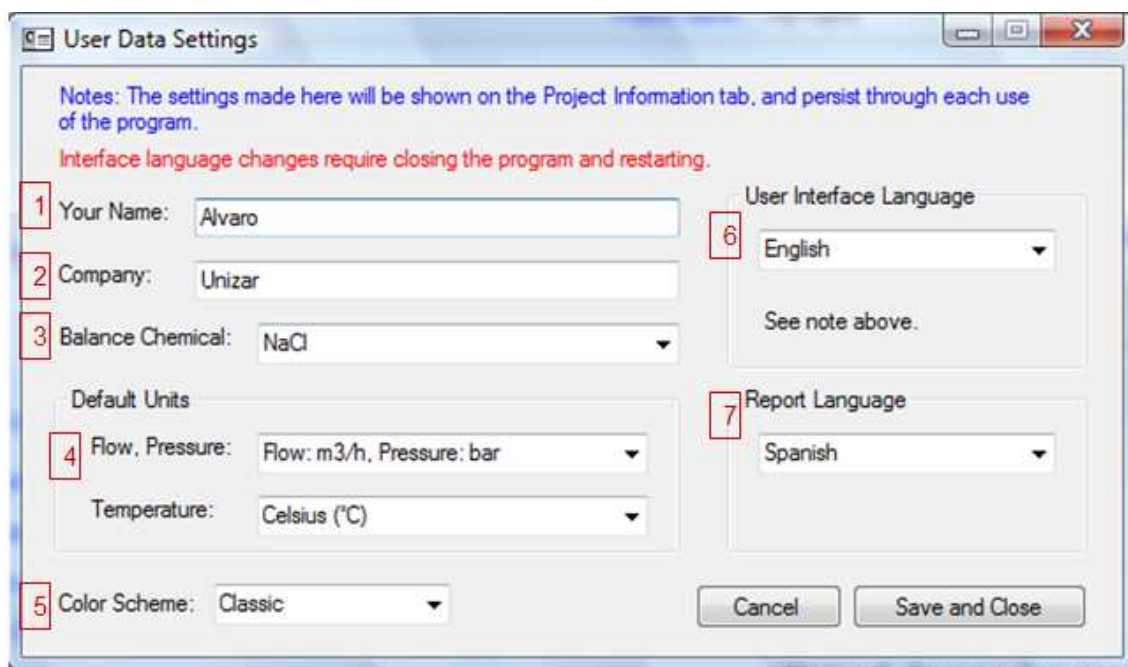 User Data Settings
Notes: The settings made here will be shown on the Project Information tab, and persist through each use
of the program.
Interface language changes require closing the program and restarting.
1 Your Name: Alvaro
User Interface Language
6 English
2 Company: Unizar
See note above.
3 Balance Chemical: NaCl
Default Units
7 Report Language
4 Flow, Pressure: Flow: m3/h, Pressure: bar
Spanish
Temperature: Celsius (°C)
5 Color Scheme: Classic
Cancel
Save and Close